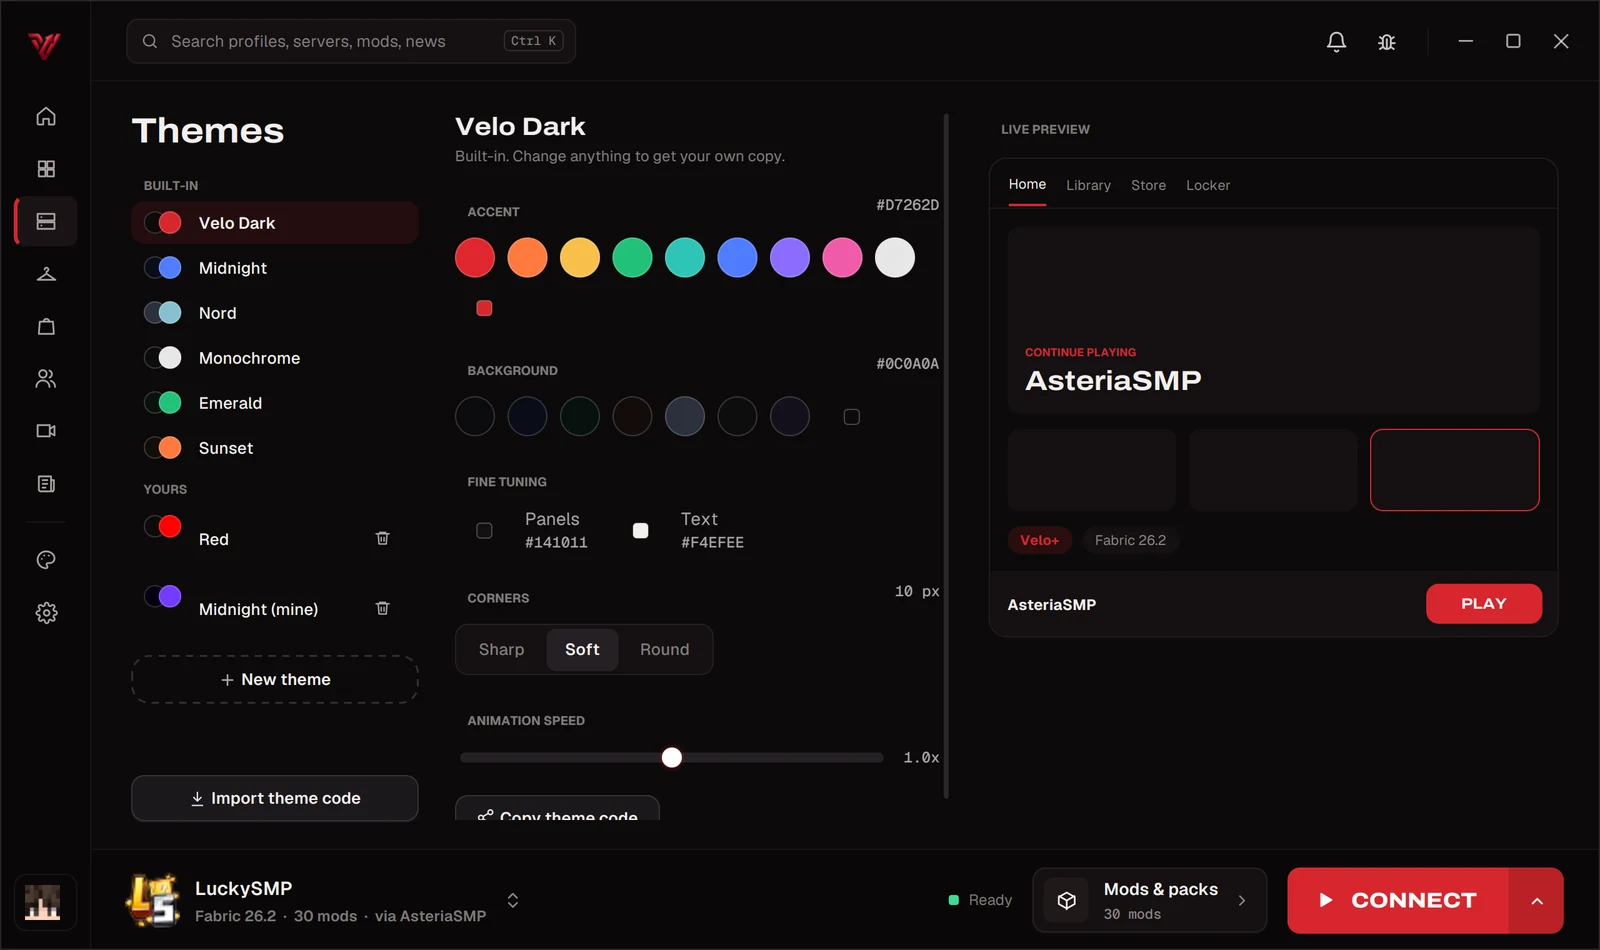 Search profiles, servers, mods, news
Ctrl K
Themes
BUILT-IN
Velo Dark
Midnight
Nord
Monochrome
Emerald
Sunset
YOURS
Red
Midnight (mine)
+ New theme
Import theme code
Velo Dark
Built-in. Change anything to get your own copy.
ACCENT
#D7262D
BACKGROUND
#0C0A0A
FINE TUNING
Panels
#141011
Text
#F4EFEE
CORNERS
10 px
Sharp
Soft
Round
ANIMATION SPEED
1.0x
Copy theme code
LIVE PREVIEW
Home
Library
Store
Locker
CONTINUE PLAYING
AsteriaSMP
Velo+
Fabric 26.2
AsteriaSMP
PLAY
LS
LuckySMP
Fabric 26.2 · 30 mods · via AsteriaSMP
Ready
Mods & packs
30 mods
CONNECT